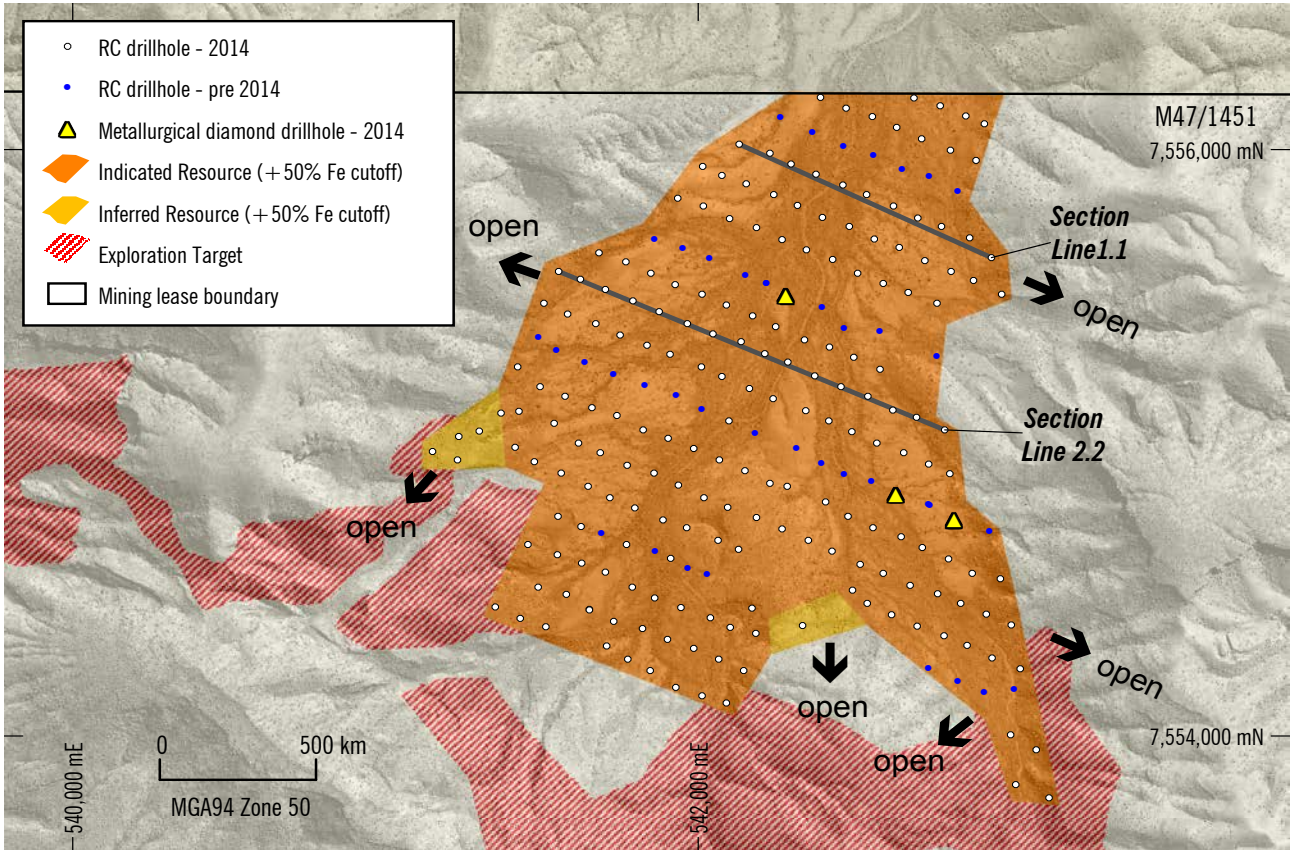 RC drillhole - 2014
RC drillhole - pre 2014
Metallurgical diamond drillhole - 2014
Indicated Resource (+50% Fe cutoff)
Inferred Resource (+50% Fe cutoff)
Exploration Target
Mining lease boundary
M47/1451
7,556,000 mN
open
Section
Line1.1
open
Section
Line 2.2
open
open
open
open
7,554,000 mN
0 500 km
MGA94 Zone 50
540,000 mE
542,000 mE